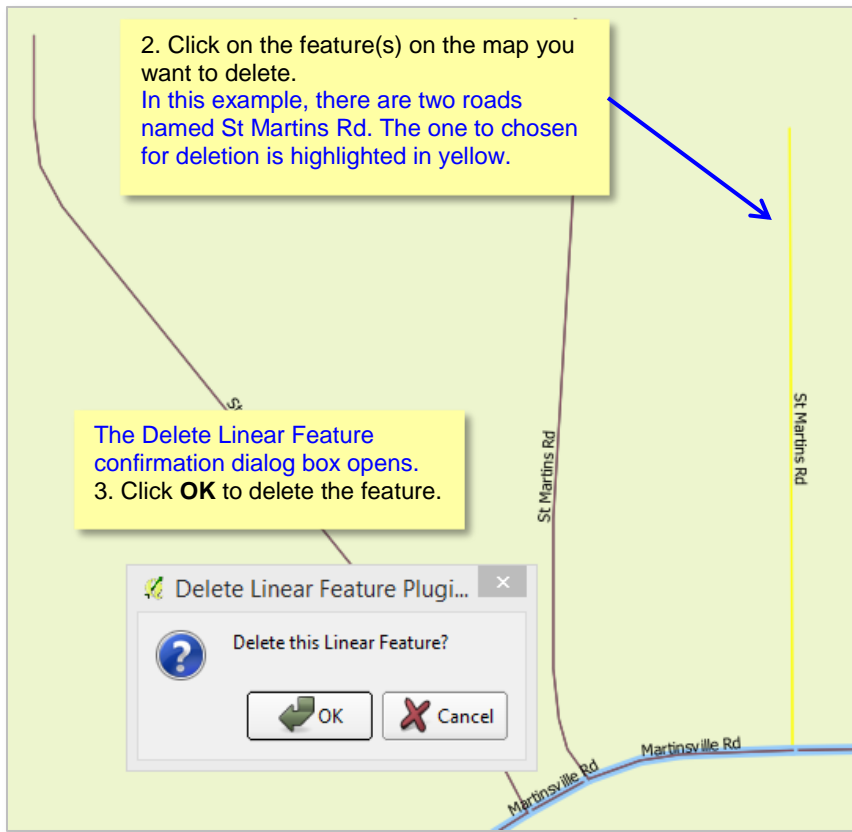 2. Click on the feature(s) on the map you
want to delete.
In this example, there are two roads
named St Martins Rd. The one to chosen
for deletion is highlighted in yellow.
St Martins Rd
St
The Delete Linear Feature
confirmation dialog box opens.
3. Click OK to delete the feature.
St Martins Rd
Delete Linear Feature Plugi...
Delete this Linear Feature?
OK
Cancel
Martinsville Rd
Martinsville Rd